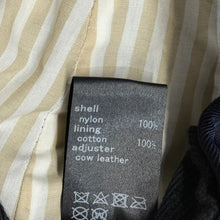 shell
nylon 100%
lining
cotton 100%
adjuster
cow leather